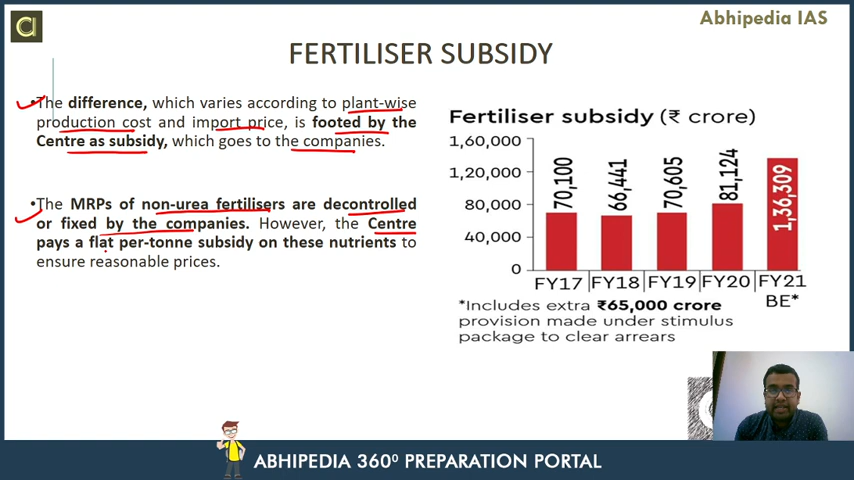 Abhipedia IAS
FERTILISER SUBSIDY
•The difference, which varies according to plant-wise
production cost and import price, is footed by the
Centre as subsidy, which goes to the companies.
•The MRPs of non-urea fertilisers are decontrolled
or fixed by the companies. However, the Centre
pays a flat per-tonne subsidy on these nutrients to
ensure reasonable prices.
Fertiliser subsidy (₹ crore)
1,60,000
1,20,000
80,000
40,000
0
70,100
66,441
70,605
81,124
1,36,309
FY17 FY18 FY19 FY20 FY21
BE*
*Includes extra ₹65,000 crore
provision made under stimulus
package to clear arrears
ABHIPEDIA 360⁰ PREPARATION PORTAL